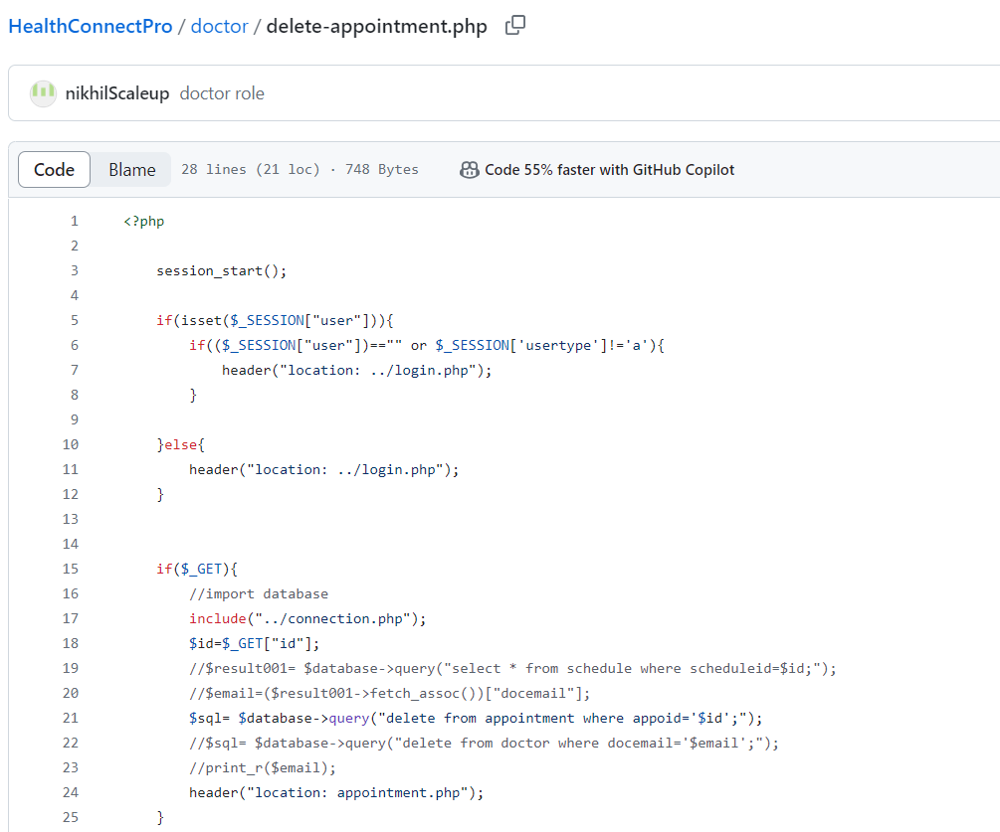 HealthConnectPro / doctor / delete-appointment.php
nikhilScaleup doctor role
Code Blame 28 lines (21 loc) · 748 Bytes Code 55% faster with GitHub Copilot
1 <?php
2
3 session_start();
4
5 if(isset($_SESSION["user"])){
6 if(($_SESSION["user"])=="" or $_SESSION['usertype']!='a'){
7 header("location: ../login.php");
8 }
9
10 }else{
11 header("location: ../login.php");
12 }
13
14
15 if($_GET){
16 //import database
17 include("../connection.php");
18 $id=$_GET["id"];
19 //$result001= $database->query("select * from schedule where scheduleid=$id;");
20 //$email=($result001->fetch_assoc())["docemail"];
21 $sql= $database->query("delete from appointment where appoid='$id';");
22 //$sql= $database->query("delete from doctor where docemail='$email';");
23 //print_r($email);
24 header("location: appointment.php");
25 }